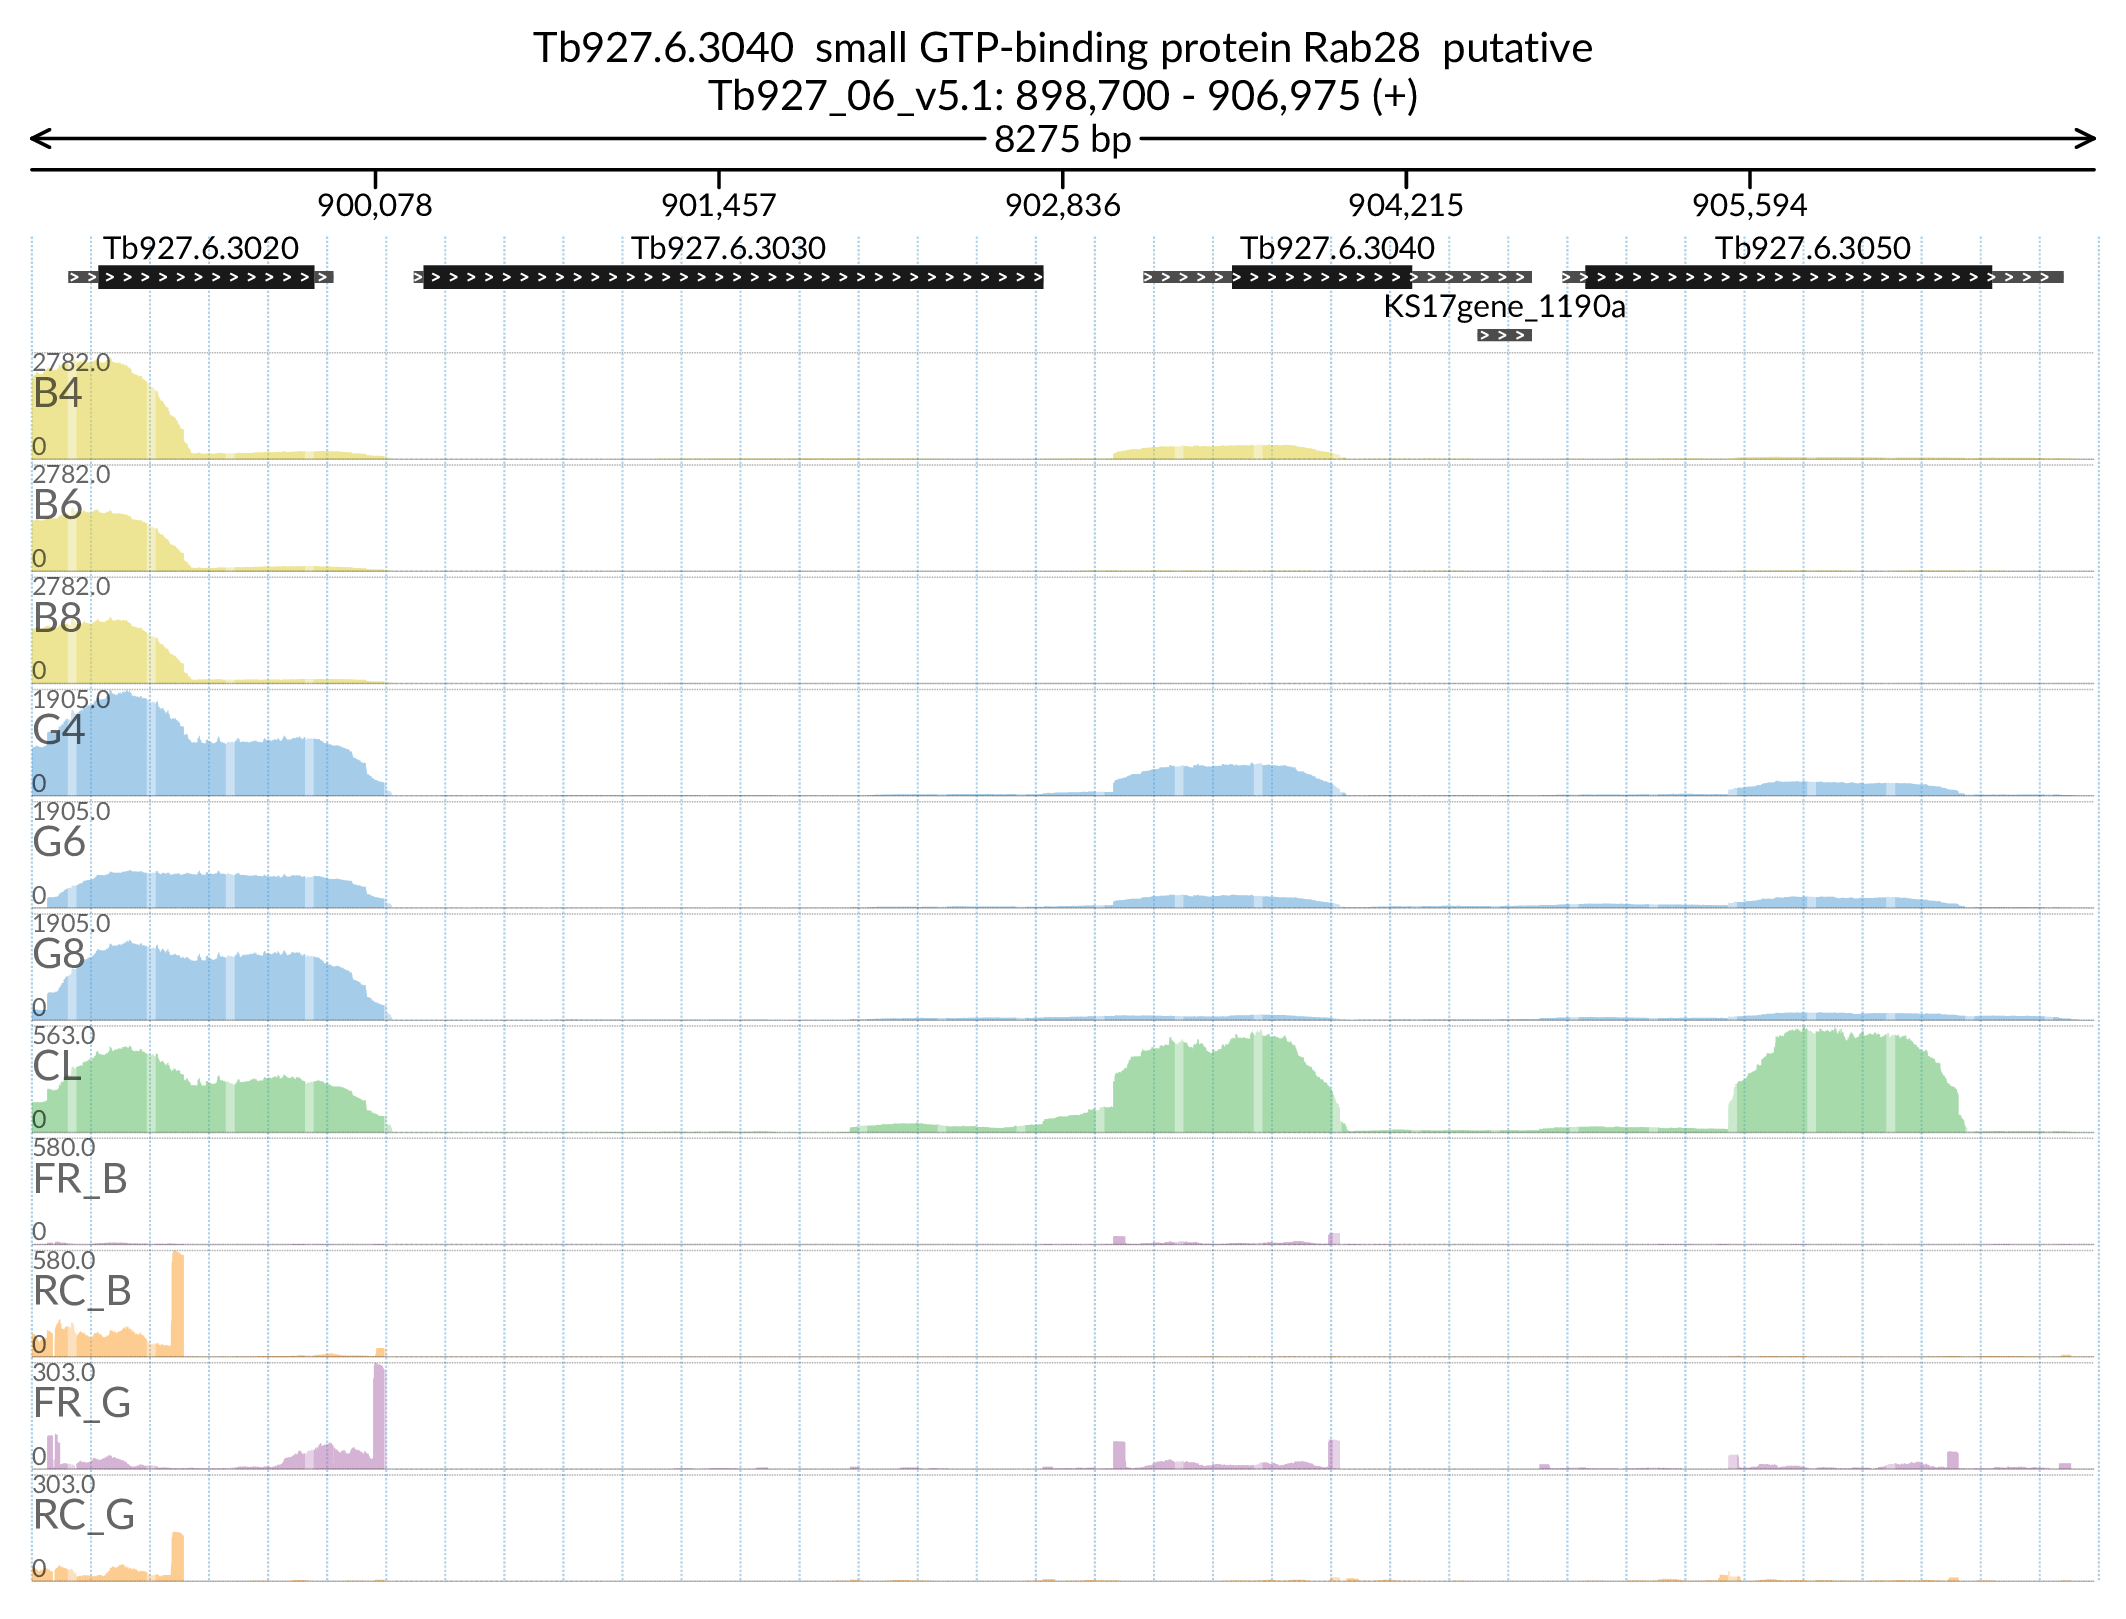 Tb927.6.3040  small GTP-binding protein Rab28  putative
Tb927_06_v5.1: 898,700 - 906,975 (+)
8275 bp
900,078 901,457 902,836 904,215 905,594
Tb927.6.3020 Tb927.6.3030 Tb927.6.3040 Tb927.6.3050
KS17gene_1190a
2782.0
B4
0
2782.0
B6
0
2782.0
B8
0
1905.0
G4
0
1905.0
G6
0
1905.0
G8
0
563.0
CL
0
580.0
FR_B
0
580.0
RC_B
0
303.0
FR_G
0
303.0
RC_G
0